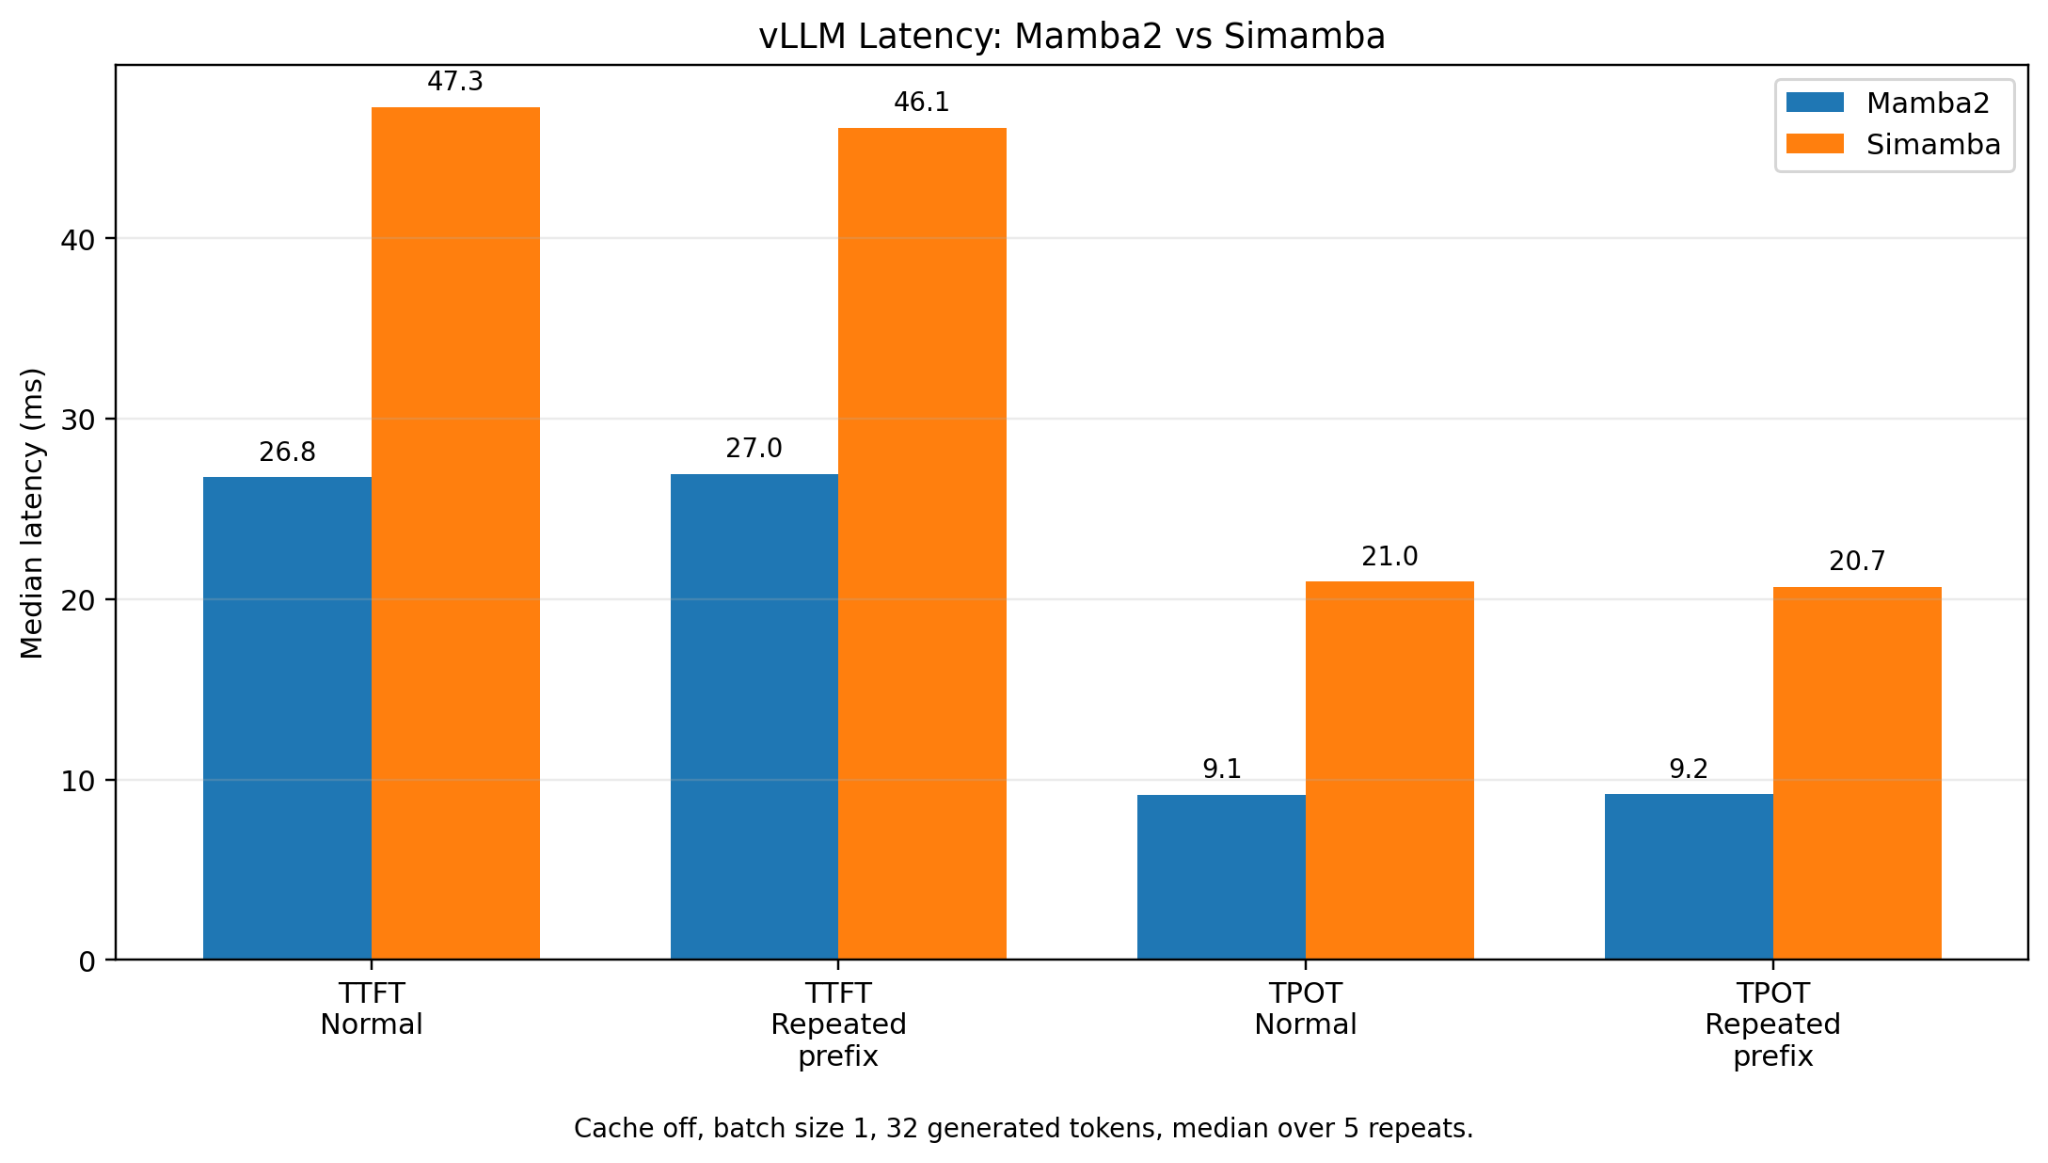 vLLM Latency: Mamba2 vs Simamba
Mamba2
Simamba
Median latency (ms)
40
30
20
10
0
47.3
46.1
26.8
27.0
21.0
20.7
9.1
9.2
TTFT
Normal
TTFT
Repeated
prefix
TPOT
Normal
TPOT
Repeated
prefix
Cache off, batch size 1, 32 generated tokens, median over 5 repeats.